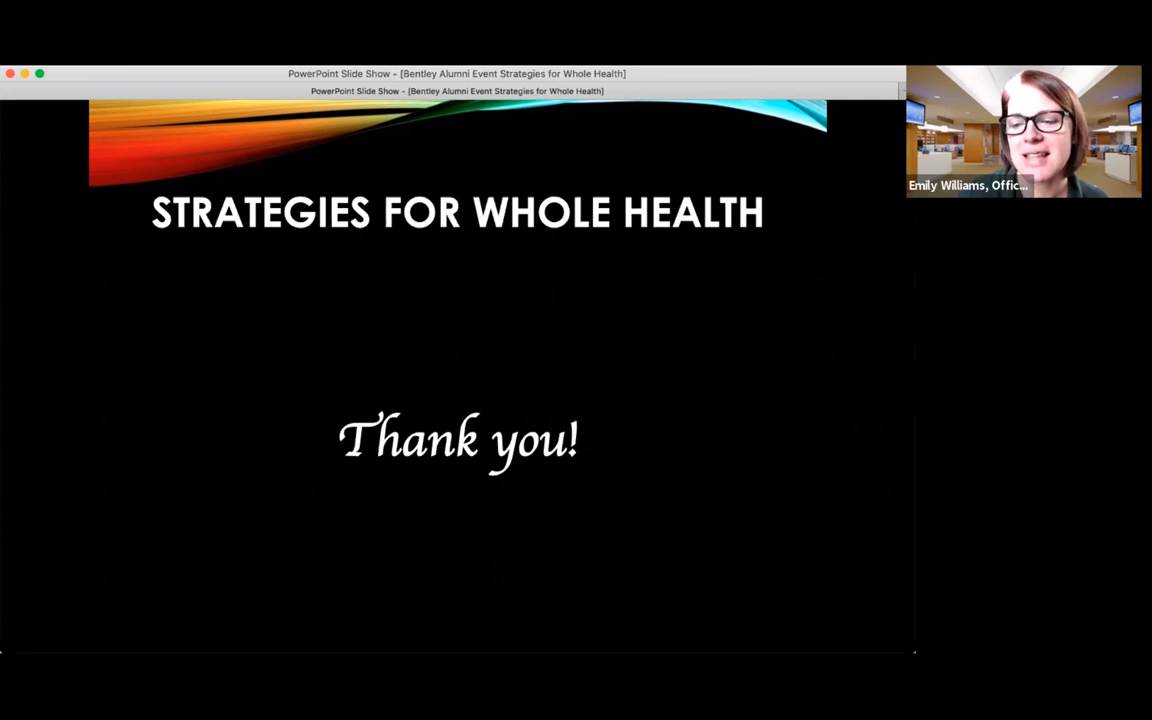 PowerPoint Slide Show - [Bentley Alumni Event Strategies for Whole Health]
PowerPoint Slide Show - [Bentley Alumni Event Strategies for Whole Health]
Emily Williams, Offic...
STRATEGIES FOR WHOLE HEALTH
Thank you!